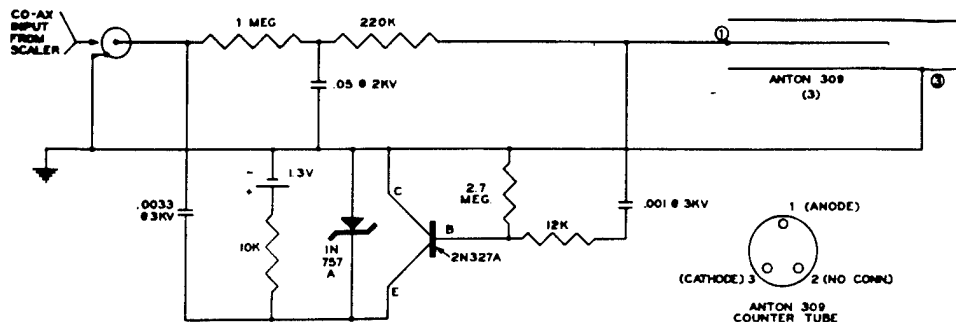 CO-AX
INPUT
FROM
SCALER
1 MEG
220K
.05 @ 2KV
①
ANTON 309
(3)
③
- 1.3V
+
.0033
@3KV
10K
1N
757
A
C
B
E
2N327A
2.7
MEG.
12K
.001 @ 3KV
1 (ANODE)
(CATHODE) 3
2 (NO CONN.)
ANTON 309
COUNTER TUBE